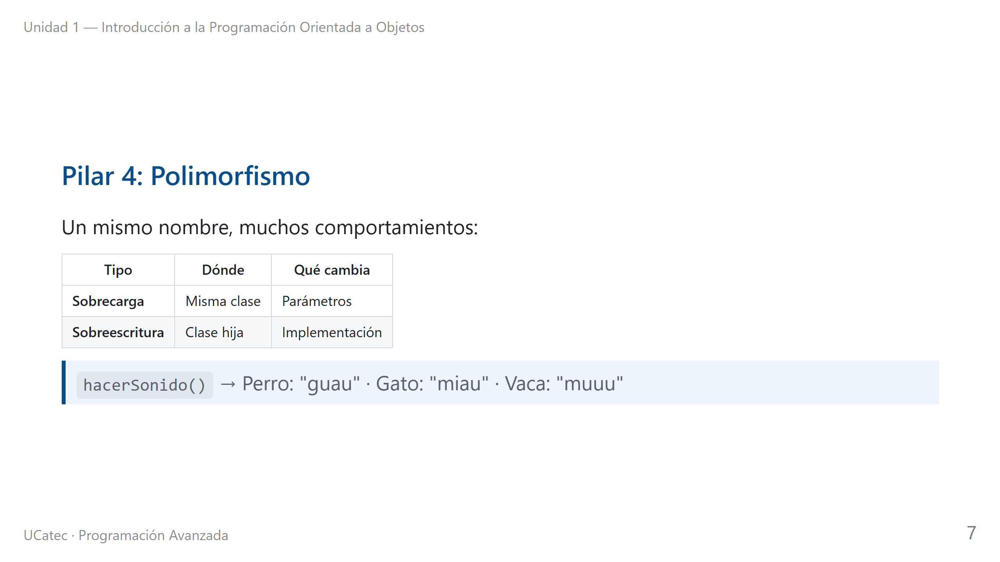 Unidad 1 — Introducción a la Programación Orientada a Objetos
Pilar 4: Polimorfismo
Un mismo nombre, muchos comportamientos:
Tipo Dónde Qué cambia
Sobrecarga Misma clase Parámetros
Sobreescritura Clase hija Implementación
hacerSonido() → Perro: "guau" · Gato: "miau" · Vaca: "muuu"
UCatec · Programación Avanzada
7